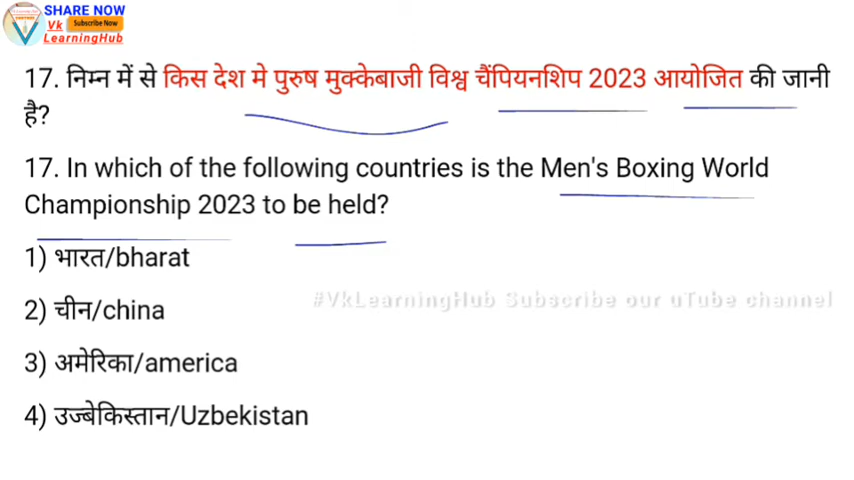 SHARE NOW
Vk Subscribe Now
LearningHub
17. निम्न में से किस देश मे पुरुष मुक्केबाजी विश्व चैंपियनशिप 2023 आयोजित की जानी
है?
17. In which of the following countries is the Men's Boxing World
Championship 2023 to be held?
1) भारत/bharat
#VkLearningHub Subscribe our uTube channel
2) चीन/china
3) अमेरिका/america
4) उज्बेकिस्तान/Uzbekistan